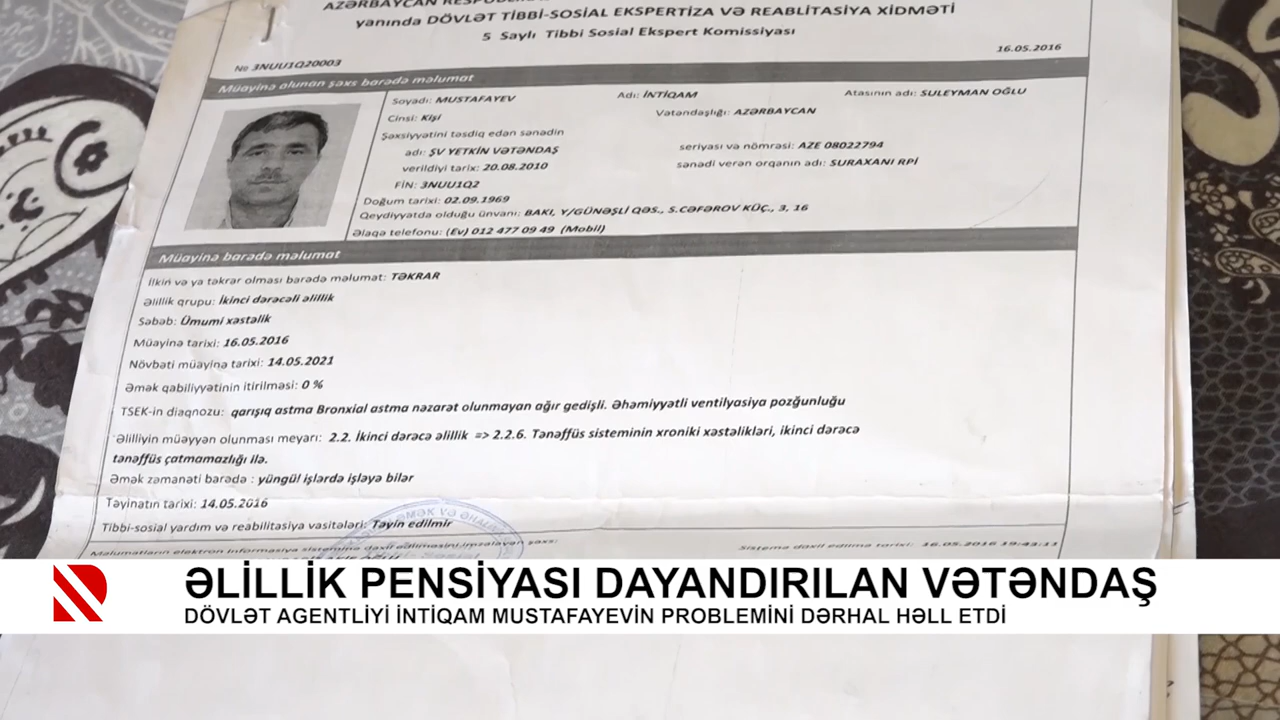 AZƏRBAYCAN
yanında DÖVLƏT TİBBİ-SOSİAL EKSPERTİZA VƏ REABLİTASİYA XİDMƏTİ
5 Saylı Tibbi Sosial Ekspert Komissiyası
16.05.2016
№ 3NUU1Q20003
Müayinə olunan şəxs barədə məlumat
Soyadı: MUSTAFAYEV Adı: İNTİQAM Atasının adı: SULEYMAN OĞLU
Cinsi: Kişi Vətəndaşlığı: AZƏRBAYCAN
Şəxsiyyətini təsdiq edən sənədin
adı: ŞV YETKİN VƏTƏNDAŞ seriyası və nömrəsi: AZE 08022794
verildiyi tarix: 20.08.2010 sənədi verən orqanın adı: SURAXANI RPİ
FİN: 3NUU1Q2
Doğum tarixi: 02.09.1969
Qeydiyyatda olduğu ünvanı: BAKI, Y/GÜNƏŞLİ QƏS., S.CƏFƏROV KÜÇ., 3, 16
Əlaqə telefonu: (Ev) 012 477 09 49 (Mobil)
Müayinə barədə məlumat
İlkin və ya təkrar olması barədə məlumat: TƏKRAR
Əlillik qrupu: İkinci dərəcəli əlillik
Səbəb: Ümumi xəstəlik
Müayinə tarixi: 16.05.2016
Növbəti müayinə tarixi: 14.05.2021
Əmək qabiliyyətinin itirilməsi: 0 %
TSEK-in diaqnozu: qarışıq astma Bronxial astma nəzarət olunmayan ağır gedişli. Əhəmiyyətli ventilyasiya pozğunluğu
Əlilliyin müəyyən olunması meyarı: 2.2. İkinci dərəcə əlillik => 2.2.6. Tənəffüs sisteminin xroniki xəstəlikləri, ikinci dərəcə
tənəffüs çatmamazlığı ilə.
Əmək zəmanəti barədə : yüngül işlərdə işləyə bilər
Təyinatın tarixi: 14.05.2016
Tibbi-sosial yardım və reabilitasiya vasitələri: Təyin edilmir
Məlumatların elektron informasiya sisteminə daxil edilməsini imzalayan şəxs: Sistemə daxil edilmə tarixi: 16.05.2016 19:43:11
ƏLİLLİK PENSİYASI DAYANDIRILAN VƏTƏNDAŞ
DÖVLƏT AGENTLİYİ İNTİQAM MUSTAFAYEVİN PROBLEMİNİ DƏRHAL HƏLL ETDİ